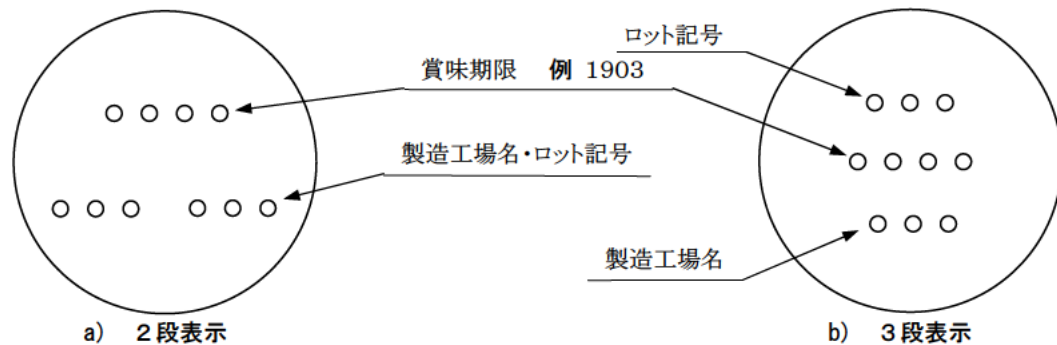 ロット記号
賞味期限 例 1903
製造工場名・ロット記号
製造工場名
a) 2段表示
b) 3段表示